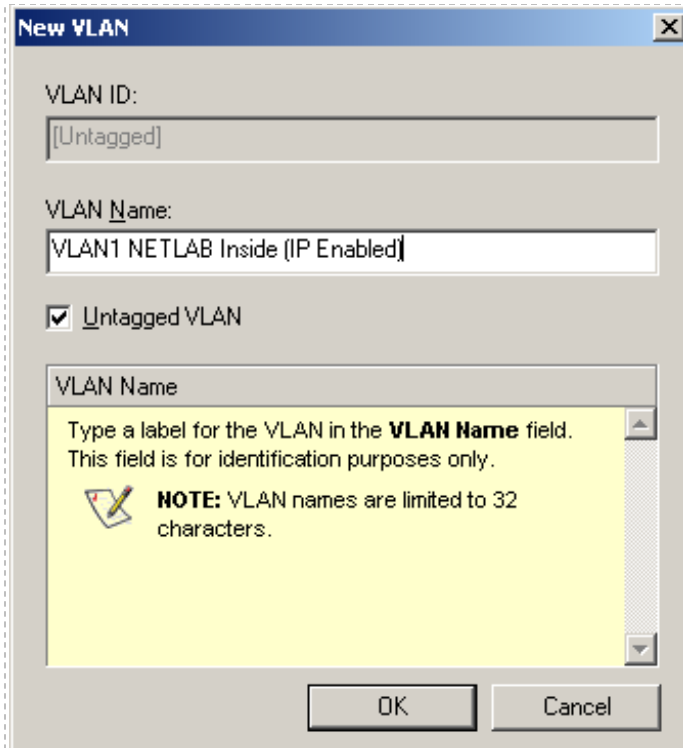 New VLAN
VLAN ID:
[Untagged]
VLAN Name:
VLAN1 NETLAB Inside (IP Enabled)
Untagged VLAN
VLAN Name
Type a label for the VLAN in the VLAN Name field.
This field is for identification purposes only.
NOTE: VLAN names are limited to 32
characters.
OK
Cancel